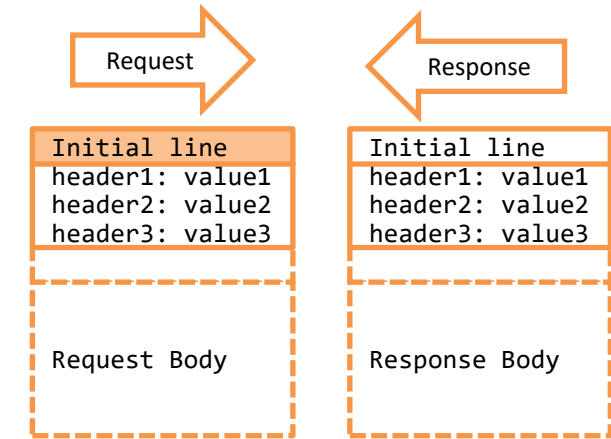 Request
Response
Initial line
header1: value1
header2: value2
header3: value3
Request Body
Initial line
header1: value1
header2: value2
header3: value3
Response Body